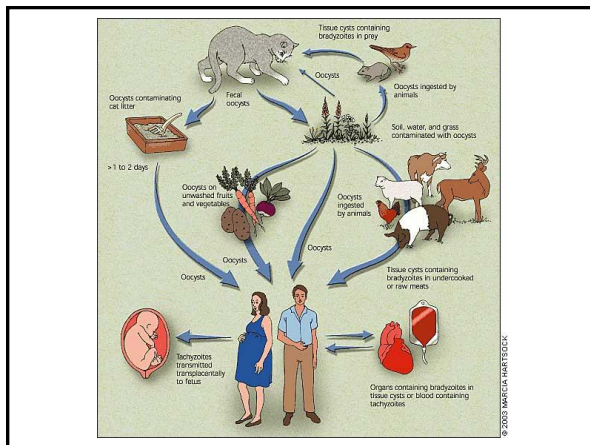 Tissue cysts containing
bradyzoites in prey
Oocysts
Oocysts ingested by
animals
Oocysts contaminating
cat litter
Fecal
oocysts
Soil, water, and grass
contaminated with oocysts
>1 to 2 days
Oocysts on
unwashed fruits
and vegetables
Oocysts
ingested
by animals
Oocysts
Oocysts
Oocysts
Tissue cysts containing
bradyzoites in undercooked
or raw meats
Tachyzoites
transmitted
transplacentally
to fetus
Organs containing bradyzoites in
tissue cysts or blood containing
tachyzoites
© 2003 MARCIA HARTSOCK